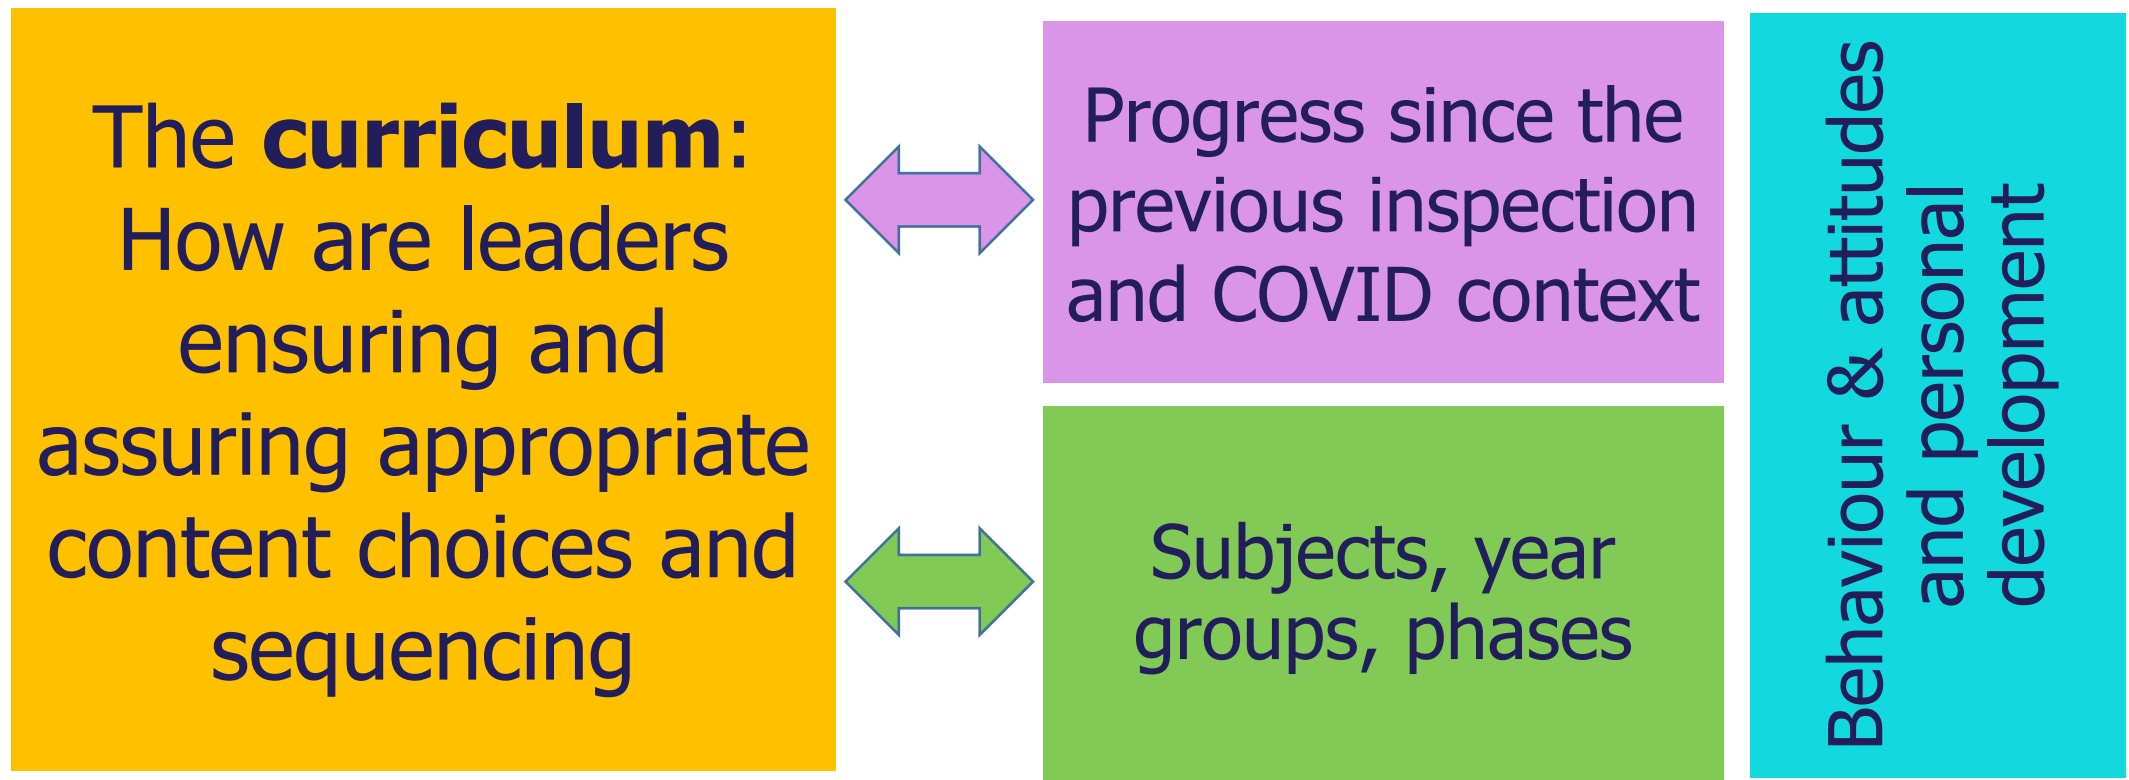 The curriculum:
How are leaders
ensuring and
assuring appropriate
content choices and
sequencing
Progress since the
previous inspection
and COVID context
Subjects, year
groups, phases
Behaviour & attitudes
and personal
development